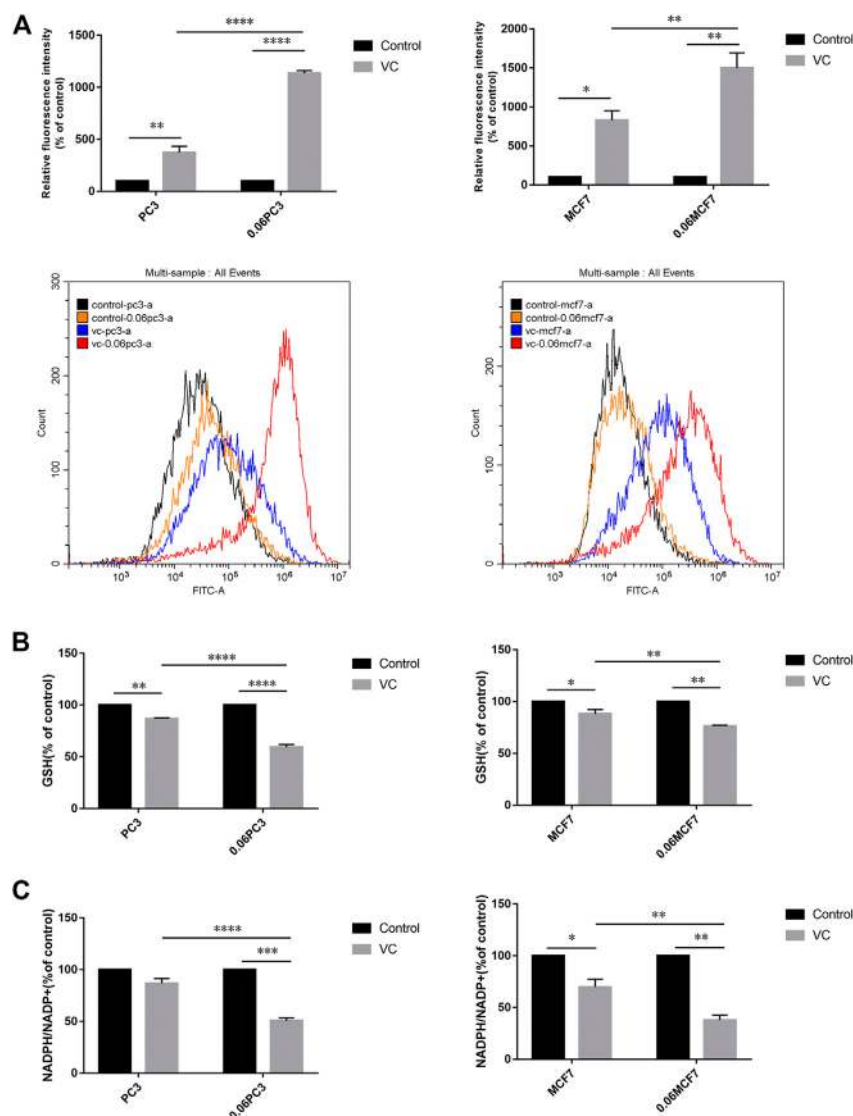 A
Relative fluorescence intensity
(% of control)
1500
1000
500
0
****
****
**
Control
VC
PC3
0.06PC3
Relative fluorescence intensity
(% of control)
2000
1500
1000
500
0
**
**
*
Control
VC
MCF7
0.06MCF7
Multi-sample : All Events
300
200
100
0
Count
control-pc3-a
control-0.06pc3-a
vc-pc3-a
vc-0.06pc3-a
10³ 10⁴ 10⁵ 10⁶ 10⁷
FITC-A
Multi-sample : All Events
200
100
0
Count
control-mcf7-a
control-0.06mcf7-a
vc-mcf7-a
vc-0.06mcf7-a
10³ 10⁴ 10⁵ 10⁶ 10⁷
FITC-A
B
GSH(% of control)
150
100
50
0
****
** ****
Control
VC
PC3
0.06PC3
GSH(% of control)
150
100
50
0
**
* **
Control
VC
MCF7
0.06MCF7
C
NADPH/NADP+(%of control)
150
100
50
0
****
***
Control
VC
PC3
0.06PC3
NADPH/NADP+(% of control)
150
100
50
0
**
* **
Control
VC
MCF7
0.06MCF7